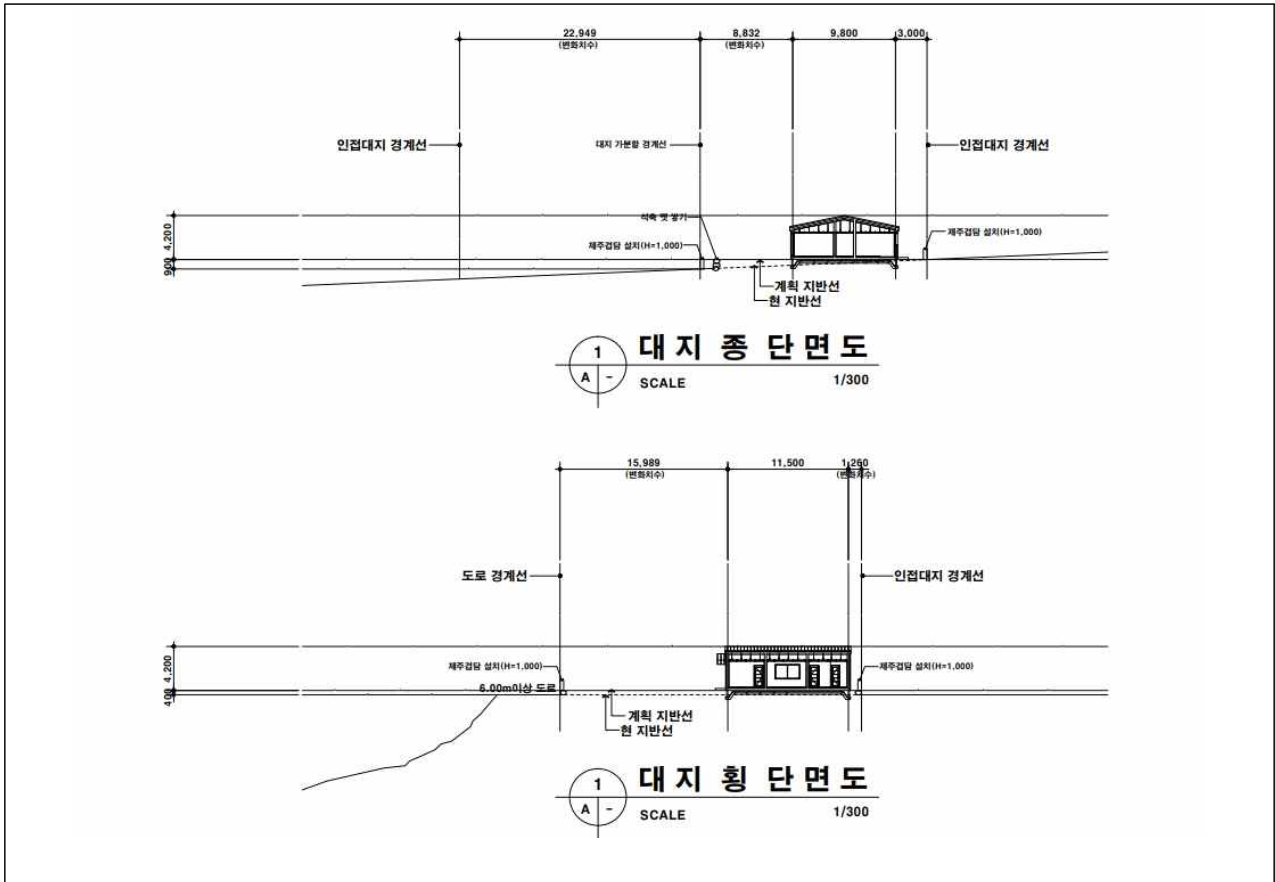 22,949 8,832 9,800 3,000
(변화치수) (변화치수)
인접대지 경계선 대지 가분할 경계선 인접대지 경계선
석축 옛 쌓기
제주겹담 설치(H=1,000) 제주겹담 설치(H=1,000)
4,200
900
계획 지반선
현 지반선
1 대지 종 단면도
A - SCALE 1/300
15,989 11,500 1,260
(변화치수) (변화치수)
도로 경계선 인접대지 경계선
제주겹담 설치(H=1,000) 제주겹담 설치(H=1,000)
4,200
400
6.00m이상 도로
계획 지반선
현 지반선
1 대지 횡 단면도
A - SCALE 1/300